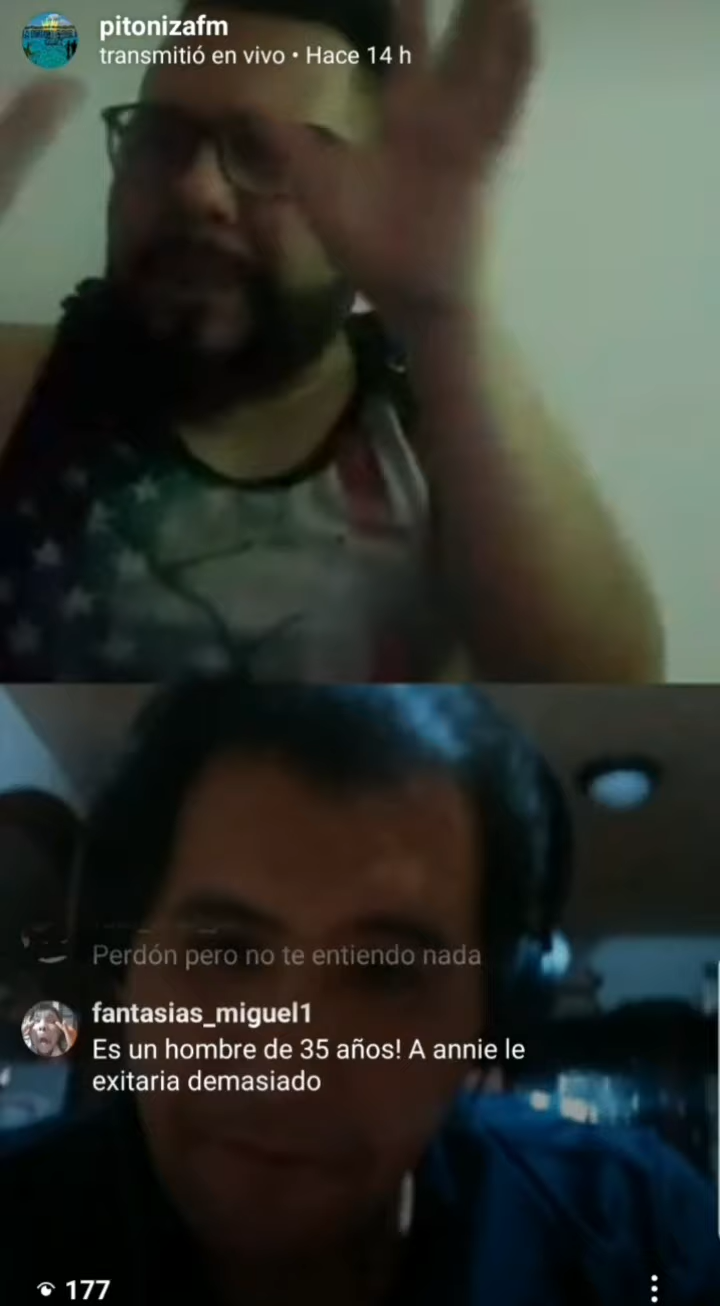 pitonizafm
transmitió en vivo • Hace 14 h
Perdón pero no te entiendo nada
fantasias_miguel1
Es un hombre de 35 años! A annie le
exitaria demasiado
177